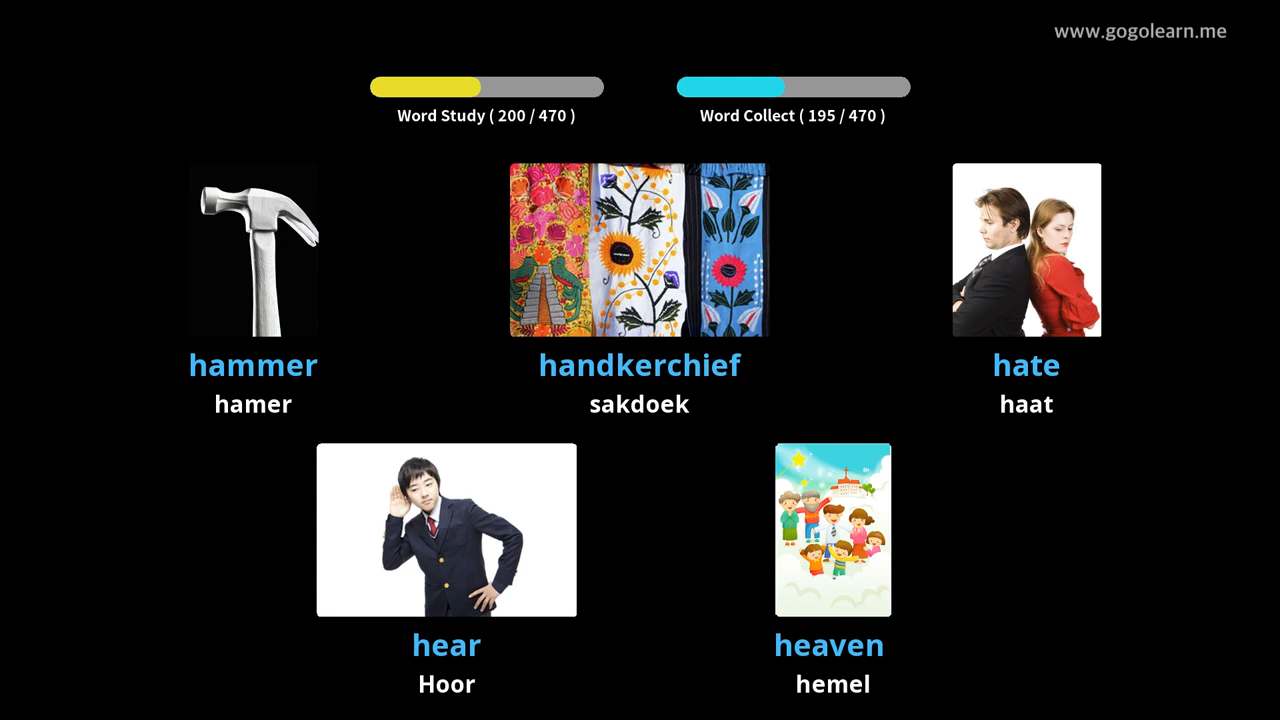 www.gogolearn.me
Word Study ( 200 / 470 )
Word Collect ( 195 / 470 )
hammer
hamer
handkerchief
sakdoek
hate
haat
hear
Hoor
heaven
hemel